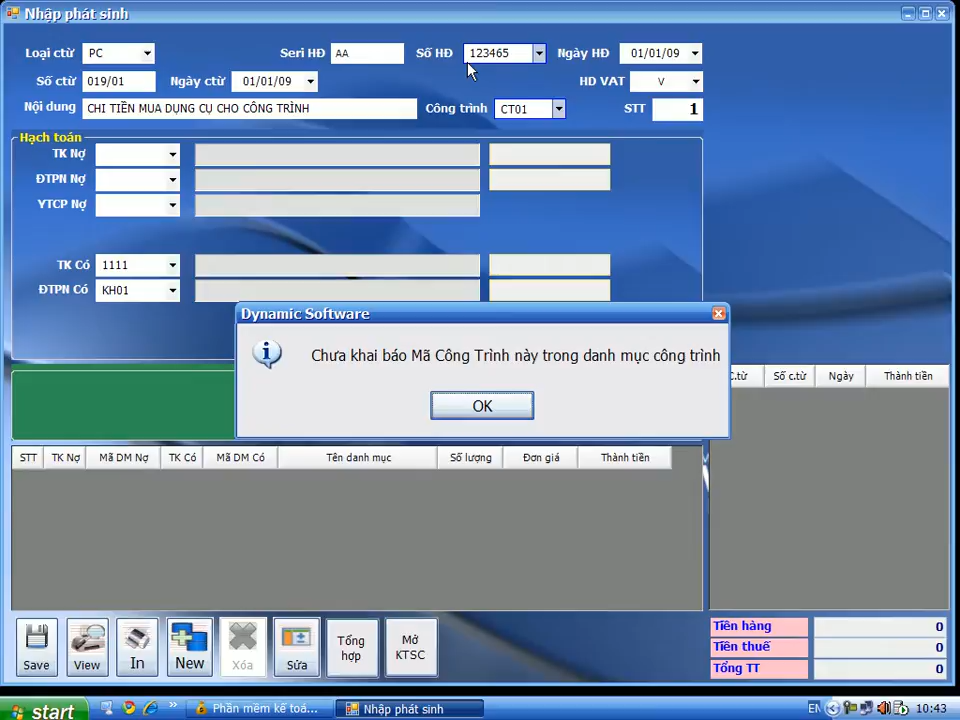 Nhập phát sinh
Loại ctừ PC Seri HĐ AA Số HĐ 123465 Ngày HĐ 01/01/09
Số ctừ 019/01 Ngày ctừ 01/01/09 HD VAT V
Nội dung CHI TIỀN MUA DỤNG CỤ CHO CÔNG TRÌNH Công trình CT01 STT 1
Hạch toán
TK Nợ
ĐTPN Nợ
YTCP Nợ
TK Có 1111
ĐTPN Có KH01
Dynamic Software
Chưa khai báo Mã Công Trình này trong danh mục công trình
OK
C.từ Số c.từ Ngày Thành tiền
STT TK Nợ Mã DM Nợ TK Có Mã DM Có Tên danh mục Số lượng Đơn giá Thành tiền
Save View In New Xóa Sửa Tổng hợp Mở KTSC
Tiền hàng 0
Tiền thuế 0
Tổng TT 0
start Phần mềm kế toá... Nhập phát sinh EN 10:43